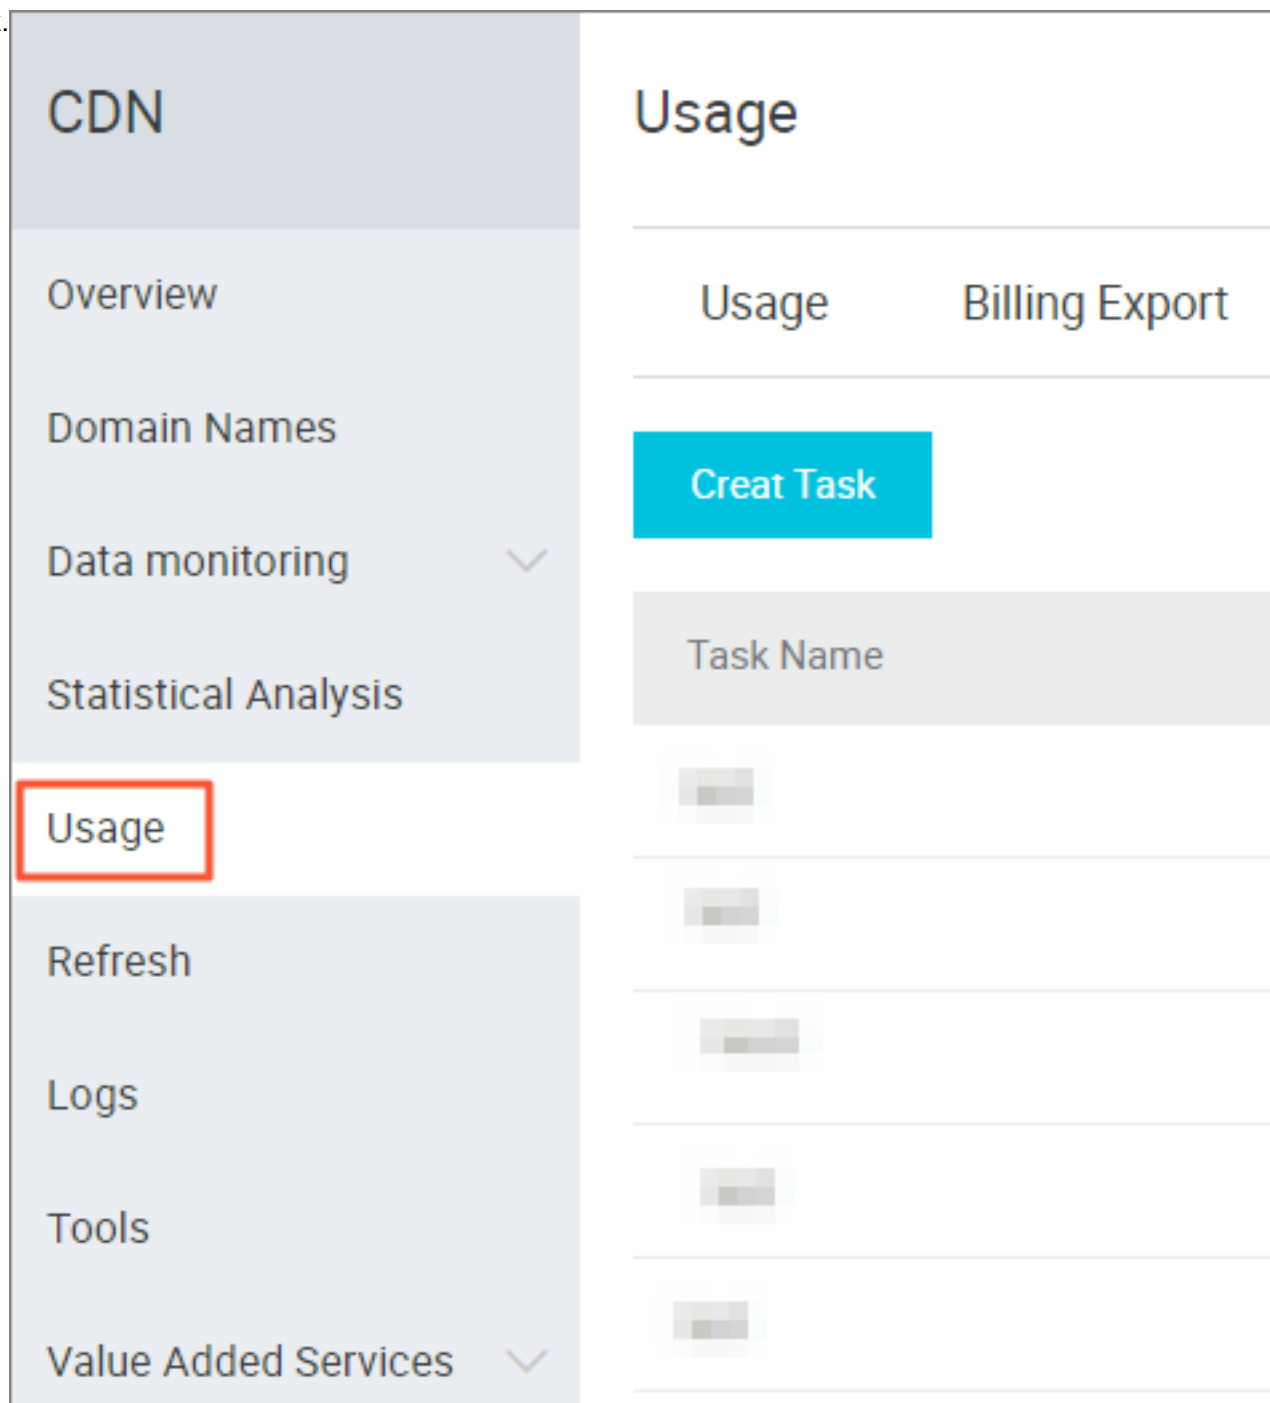 CDN
Overview
Domain Names
Data monitoring
Statistical Analysis
Usage
Refresh
Logs
Tools
Value Added Services
Usage
Usage Billing Export
Creat Task
Task Name